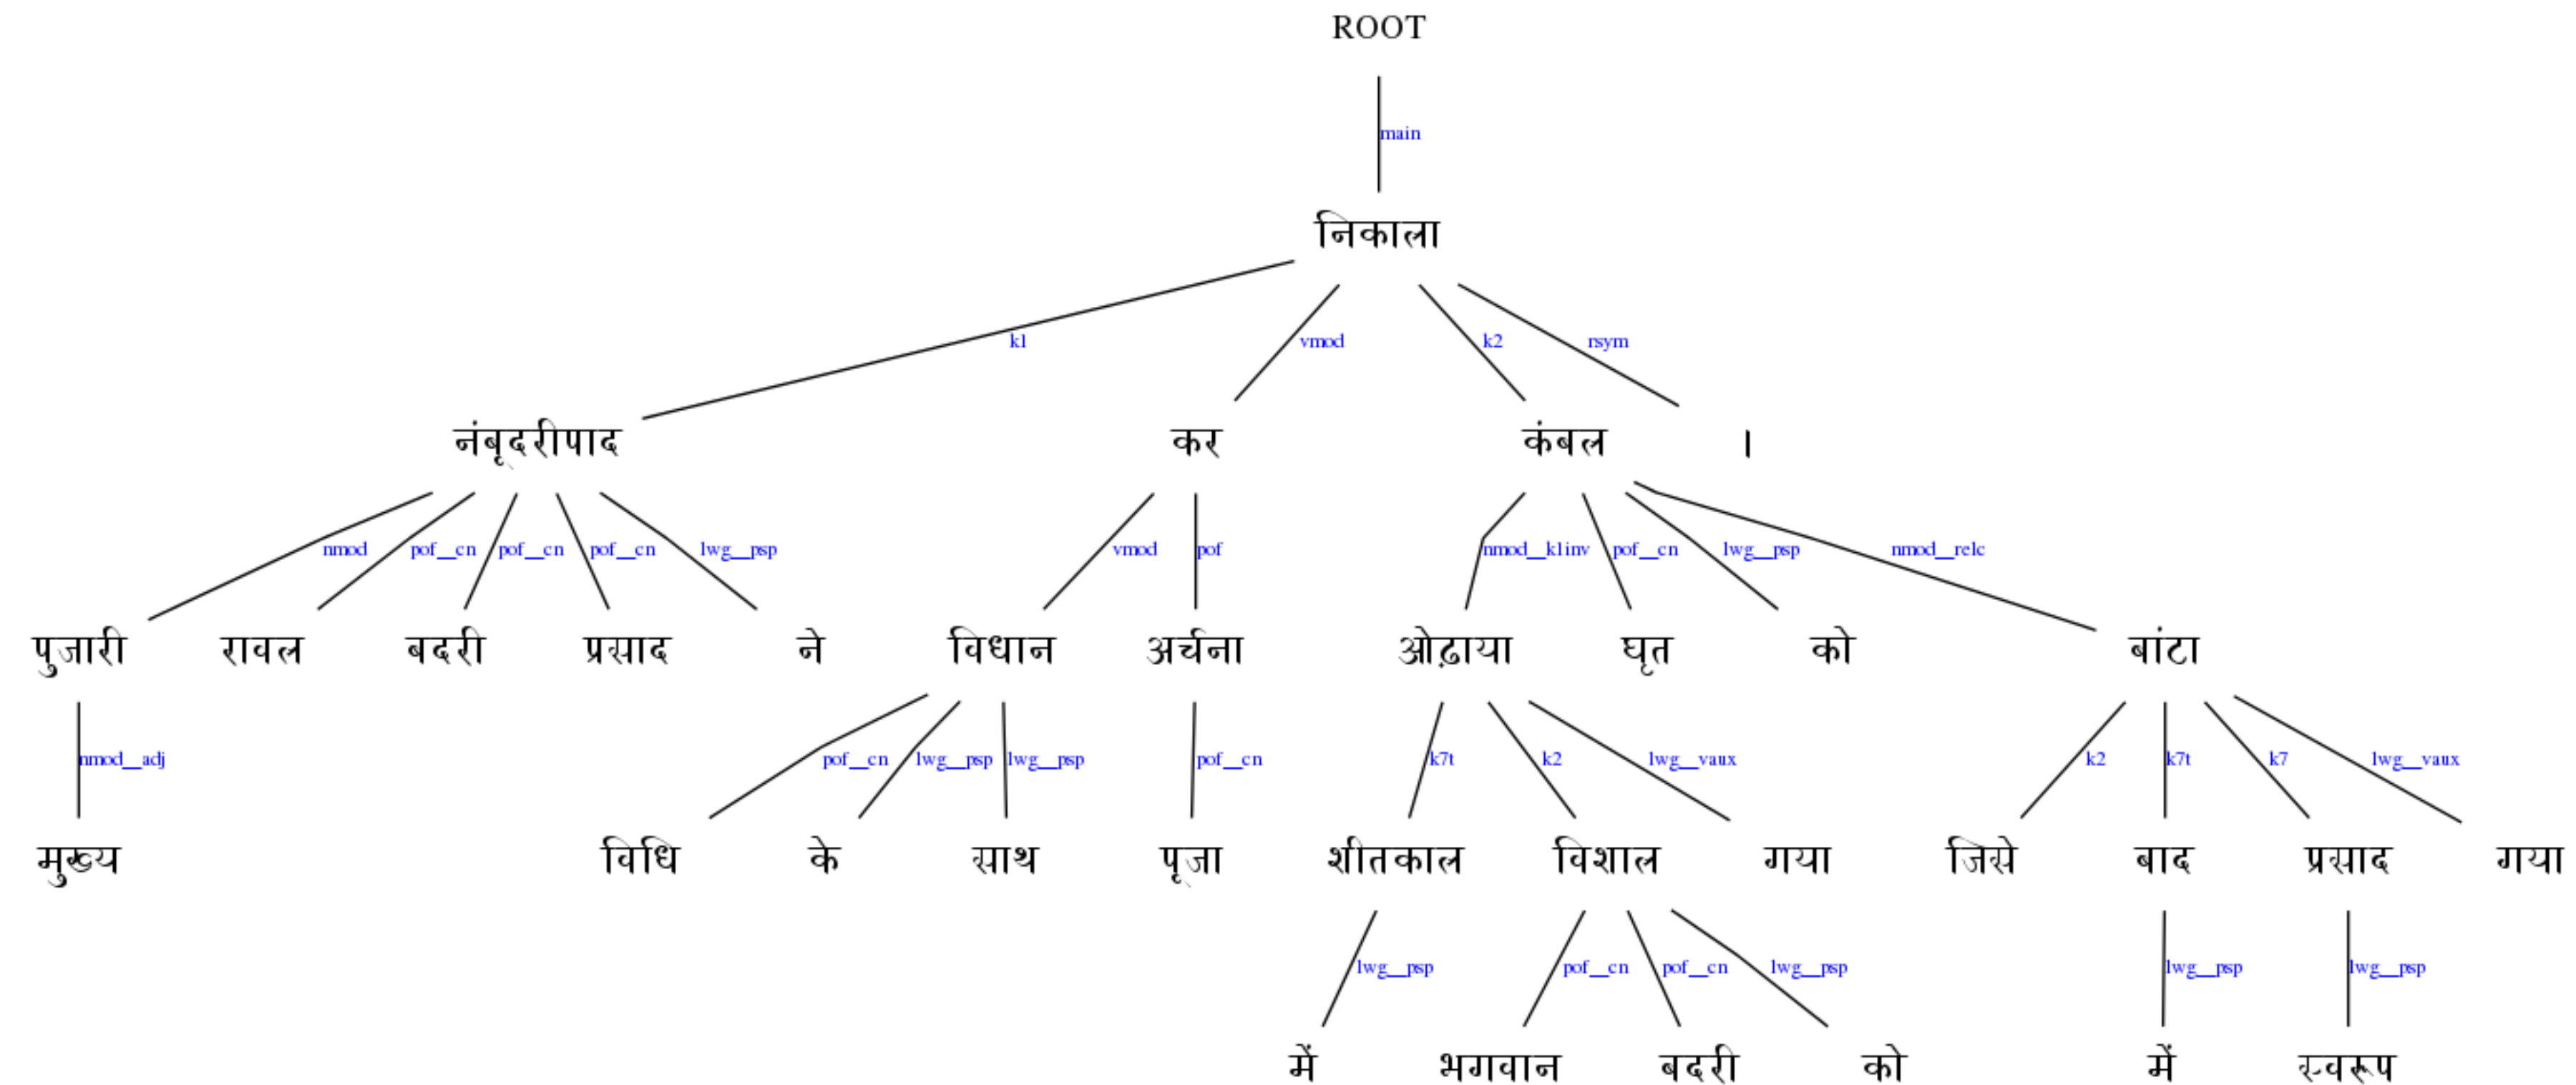 ROOT
main
निकाला
k1 vmod k2 rsym
नंबूदरीपाद कर कंबल ।
nmod pof__cn pof__cn pof__cn lwg__psp vmod pof nmod__k1inv pof__cn lwg__psp nmod__relc
पुजारी रावल बदरी प्रसाद ने विधान अर्चना ओढ़ाया घृत को बांटा
nmod__adj pof__cn lwg__psp lwg__psp pof__cn k7t k2 lwg__vaux k2 k7t k7 lwg__vaux
मुख्य विधि के साथ पूजा शीतकाल विशाल गया जिसे बाद प्रसाद गया
lwg__psp pof__cn pof__cn lwg__psp lwg__psp lwg__psp
में भगवान बदरी को में स्वरूप